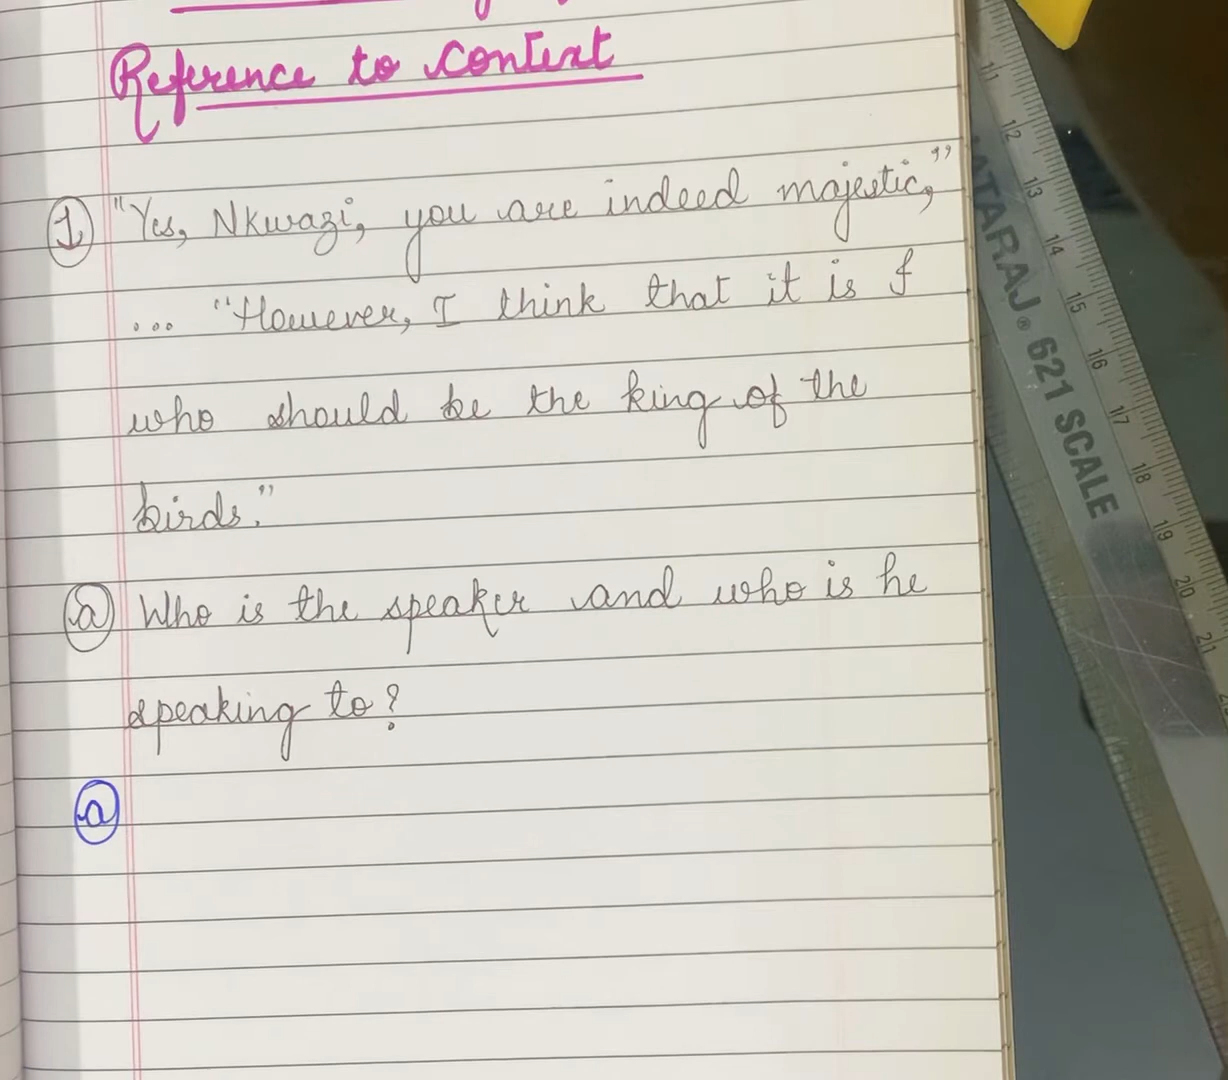 Reference to context
① "Yes, Nkwazi, you are indeed majestic,"
... "However, I think that it is I
who should be the king of the
birds."
ⓐ Who is the speaker and who is he
speaking to?
ⓐ
11 12 13 14 15 16 17 18 19 20 21
ATARAJ® 621 SCALE